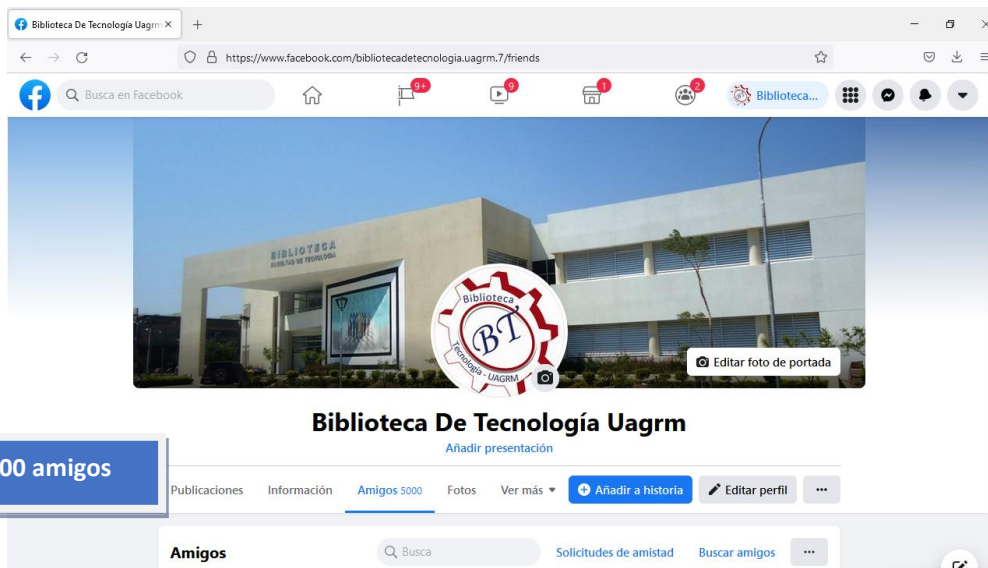 Biblioteca De Tecnología Uagrm
https://www.facebook.com/bibliotecadetecnologia.uagrm.7/friends
Busca en Facebook
9+
9
1
2
Biblioteca...
BIBLIOTECA
FACULTAD DE TECNOLOGIA
Biblioteca
BT
Tecnología - UAGRM
Editar foto de portada
Biblioteca De Tecnología Uagrm
Añadir presentación
00 amigos
Publicaciones Información Amigos 5000 Fotos Ver más Añadir a historia Editar perfil
Amigos Busca Solicitudes de amistad Buscar amigos